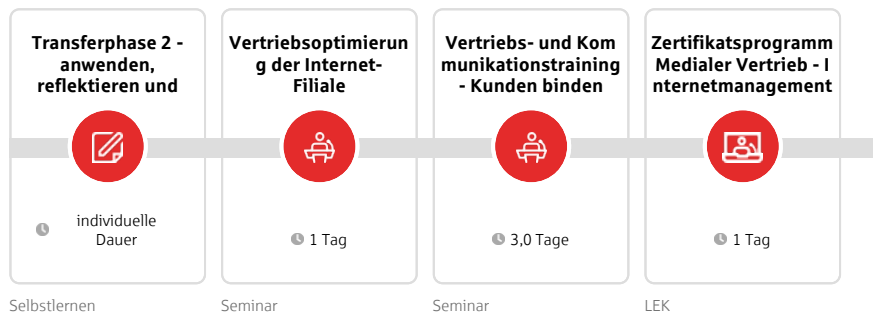 Transferphase 2 -
anwenden,
reflektieren und
individuelle
Dauer
Selbstlernen
Vertriebsoptimierun
g der Internet-
Filiale
1 Tag
Seminar
Vertriebs- und Kom
munikationstraining
- Kunden binden
3,0 Tage
Seminar
Zertifikatsprogramm
Medialer Vertrieb - I
nternetmanagement
1 Tag
LEK